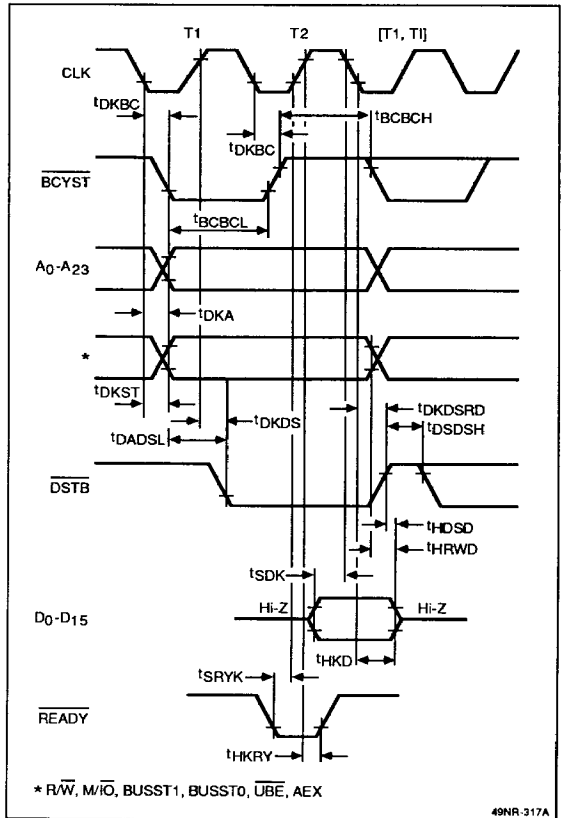 T1 T2 [T1, TI]
CLK
tDKBC
tBCBCH
tDKBC
BCYST
tBCBCL
A0-A23
tDKA
*
tDKST
tDKDSRD
tDKDS
tDSDSH
tDADSL
DSTB
tHDSD
tHRWD
tSDK
Hi-Z Hi-Z
D0-D15
tHKD
tSRYK
READY
tHKRY
* R/W, M/IO, BUSST1, BUSST0, UBE, AEX
49NR-317A